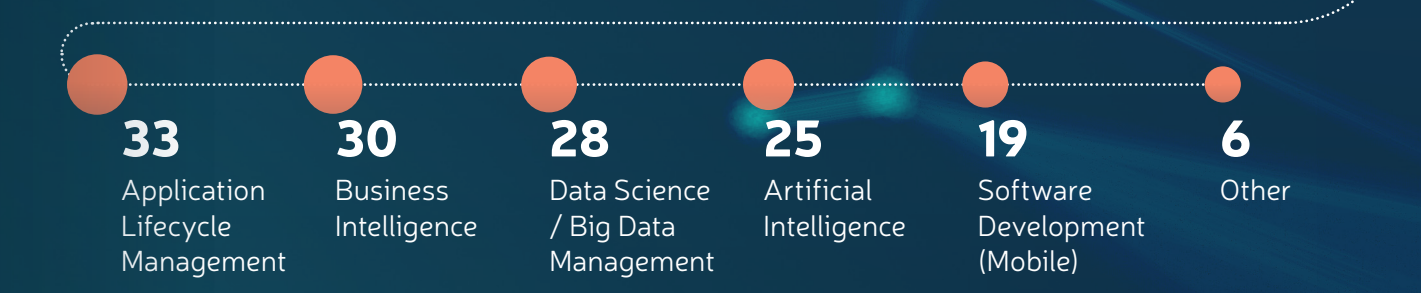 33
Application
Lifecycle
Management
30
Business
Intelligence
28
Data Science
/ Big Data
Management
25
Artificial
Intelligence
19
Software
Development
(Mobile)
6
Other